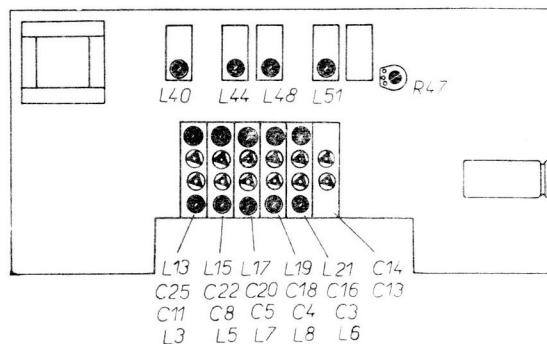 L40 L44 L48 L51 R47
L13 L15 L17 L19 L21 C14
C25 C22 C20 C18 C16 C13
C11 C8 C5 C4 C3
L3 L5 L7 L8 L6